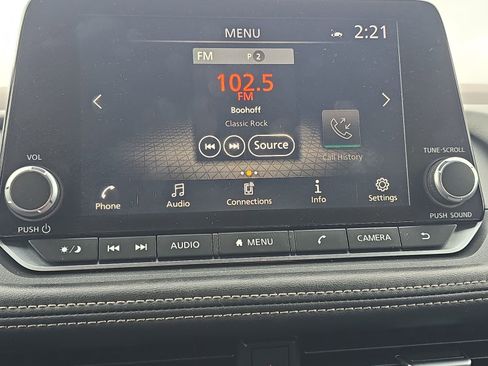 MENU
2:21
FM P 2
102.5
FM
Boohoff
Classic Rock
Source
Call History
VOL
TUNE•SCROLL
Phone
Audio
Connections
Info
Settings
PUSH
PUSH SOUND
AUDIO
MENU
CAMERA